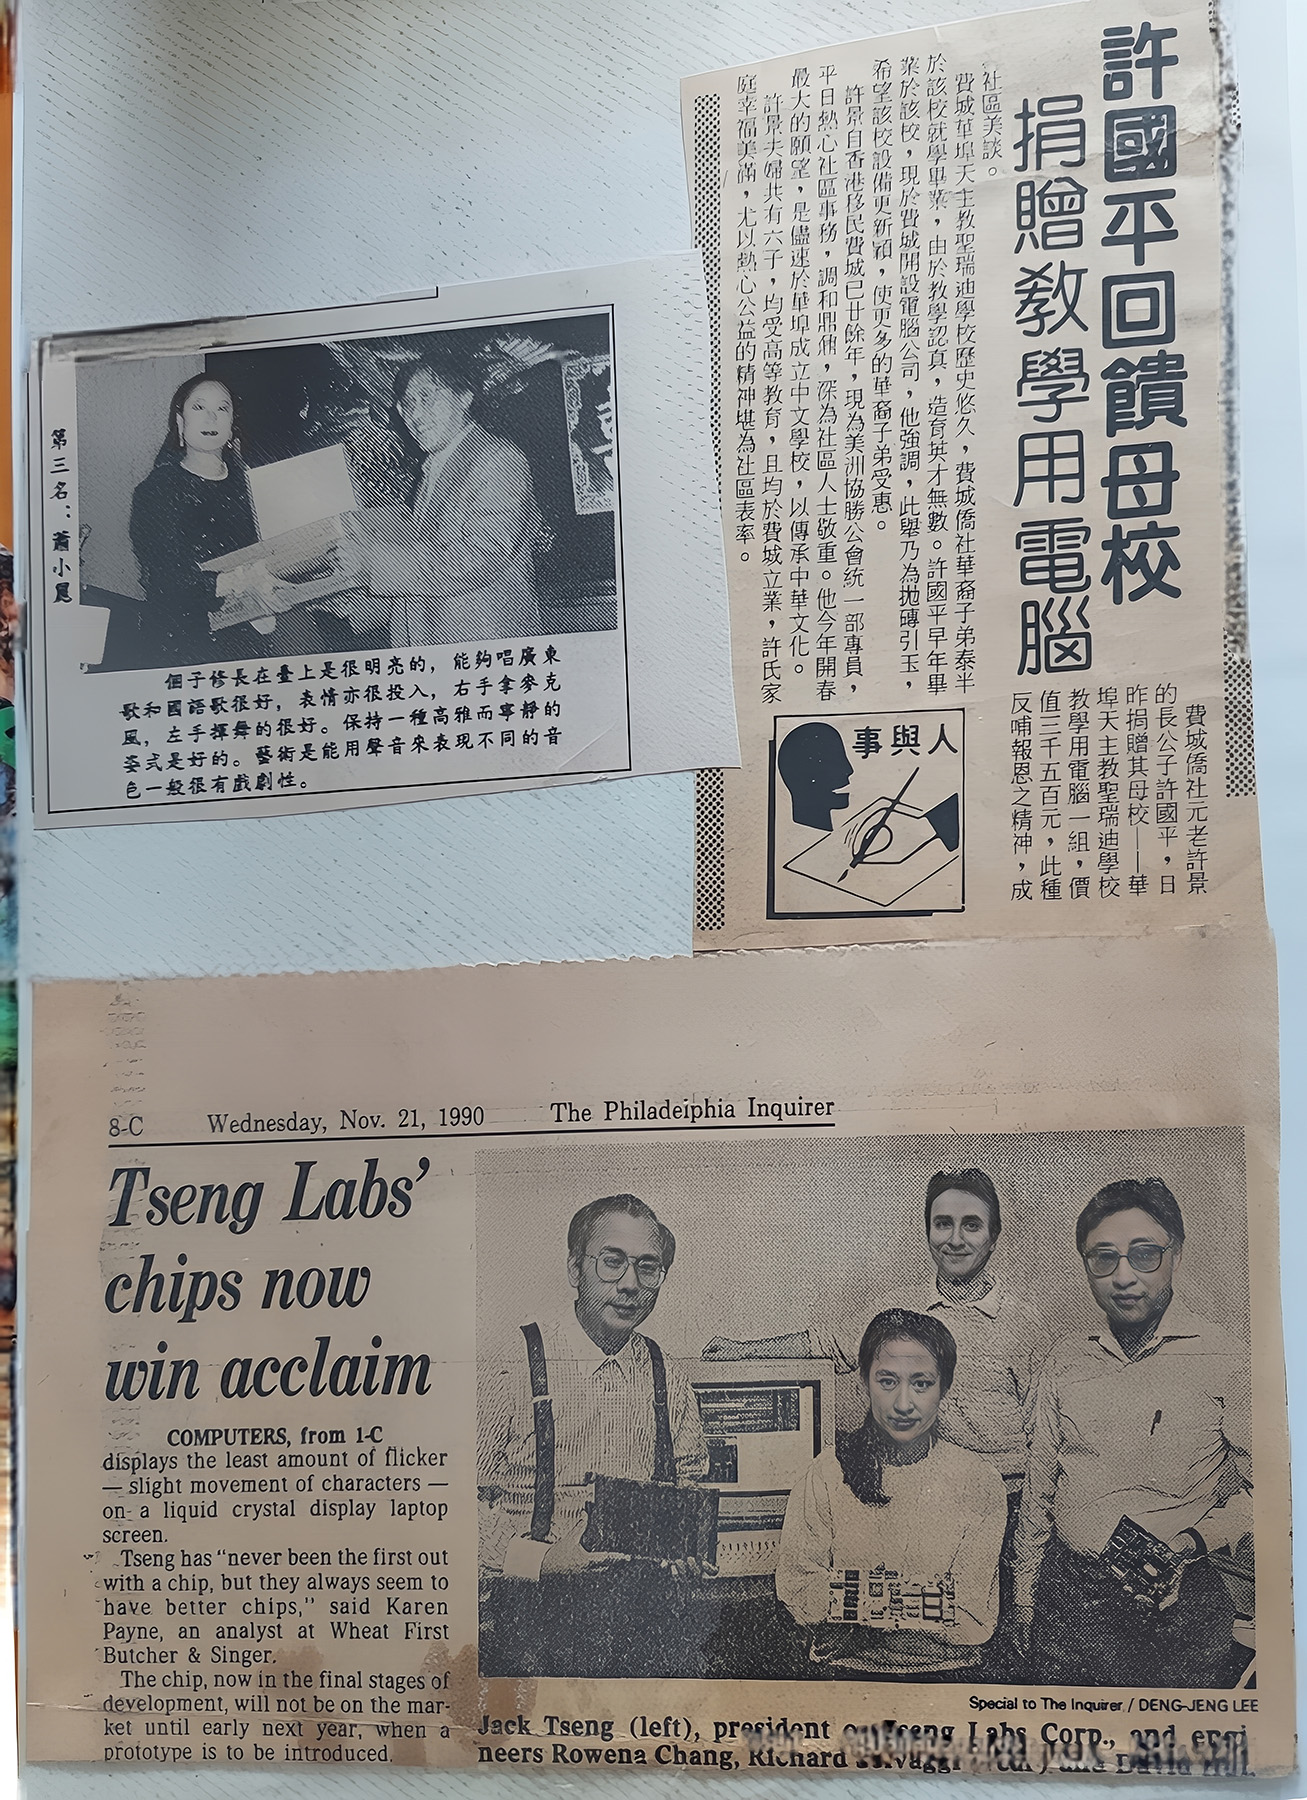 許國平回饋母校
捐贈教學用電腦
費城僑社元老許景
的長公子許國平，日
昨捐贈其母校——華
埠天主教聖瑞迪學校
教學用電腦一組，價
值三千五百元，此種
反哺報恩之精神，成
社區美談。
費城華埠天主教聖瑞迪學校歷史悠久，費城僑社華裔子弟泰半
於該校就學畢業，由於教學認真，造育英才無數。許國平早年畢
業於該校，現於費城開設電腦公司，他強調，此舉乃為拋磚引玉，
希望該校設備更新穎，使更多的華裔子弟受惠。
許景自香港移民費城已廿餘年，現為美洲協勝公會統一部專員，
平日熱心社區事務，調和鼎鼐，深為社區人士敬重。他今年開春
最大的願望，是儘速於華埠成立中文學校，以傳承中華文化。
許景夫婦共有六子，均受高等教育，且均於費城立業，許氏家
庭幸福美滿，尤以熱心公益的精神堪為社區表率。
人與事
第三名：蕭小
個子修長在臺上是很明亮的，能夠唱廣東
歌和國語歌很好，表情亦很投入，右手拿麥克
風，左手揮舞的很好。保持一種高雅而寧靜的
姿式是好的。藝術是能用聲音來表現不同的音
色一般很有戲劇性。
8-C Wednesday, Nov. 21, 1990 The Philadelphia Inquirer
Tseng Labs'
chips now
win acclaim
COMPUTERS, from 1-C
displays the least amount of flicker
— slight movement of characters —
on a liquid crystal display laptop
screen.
Tseng has "never been the first out
with a chip, but they always seem to
have better chips," said Karen
Payne, an analyst at Wheat First
Butcher & Singer.
The chip, now in the final stages of
development, will not be on the mar-
ket until early next year, when a
prototype is to be introduced.
Special to The Inquirer / DENG-JENG LEE
Jack Tseng (left), president of Tseng Labs Corp., and engi
neers Rowena Chang, Richard and David